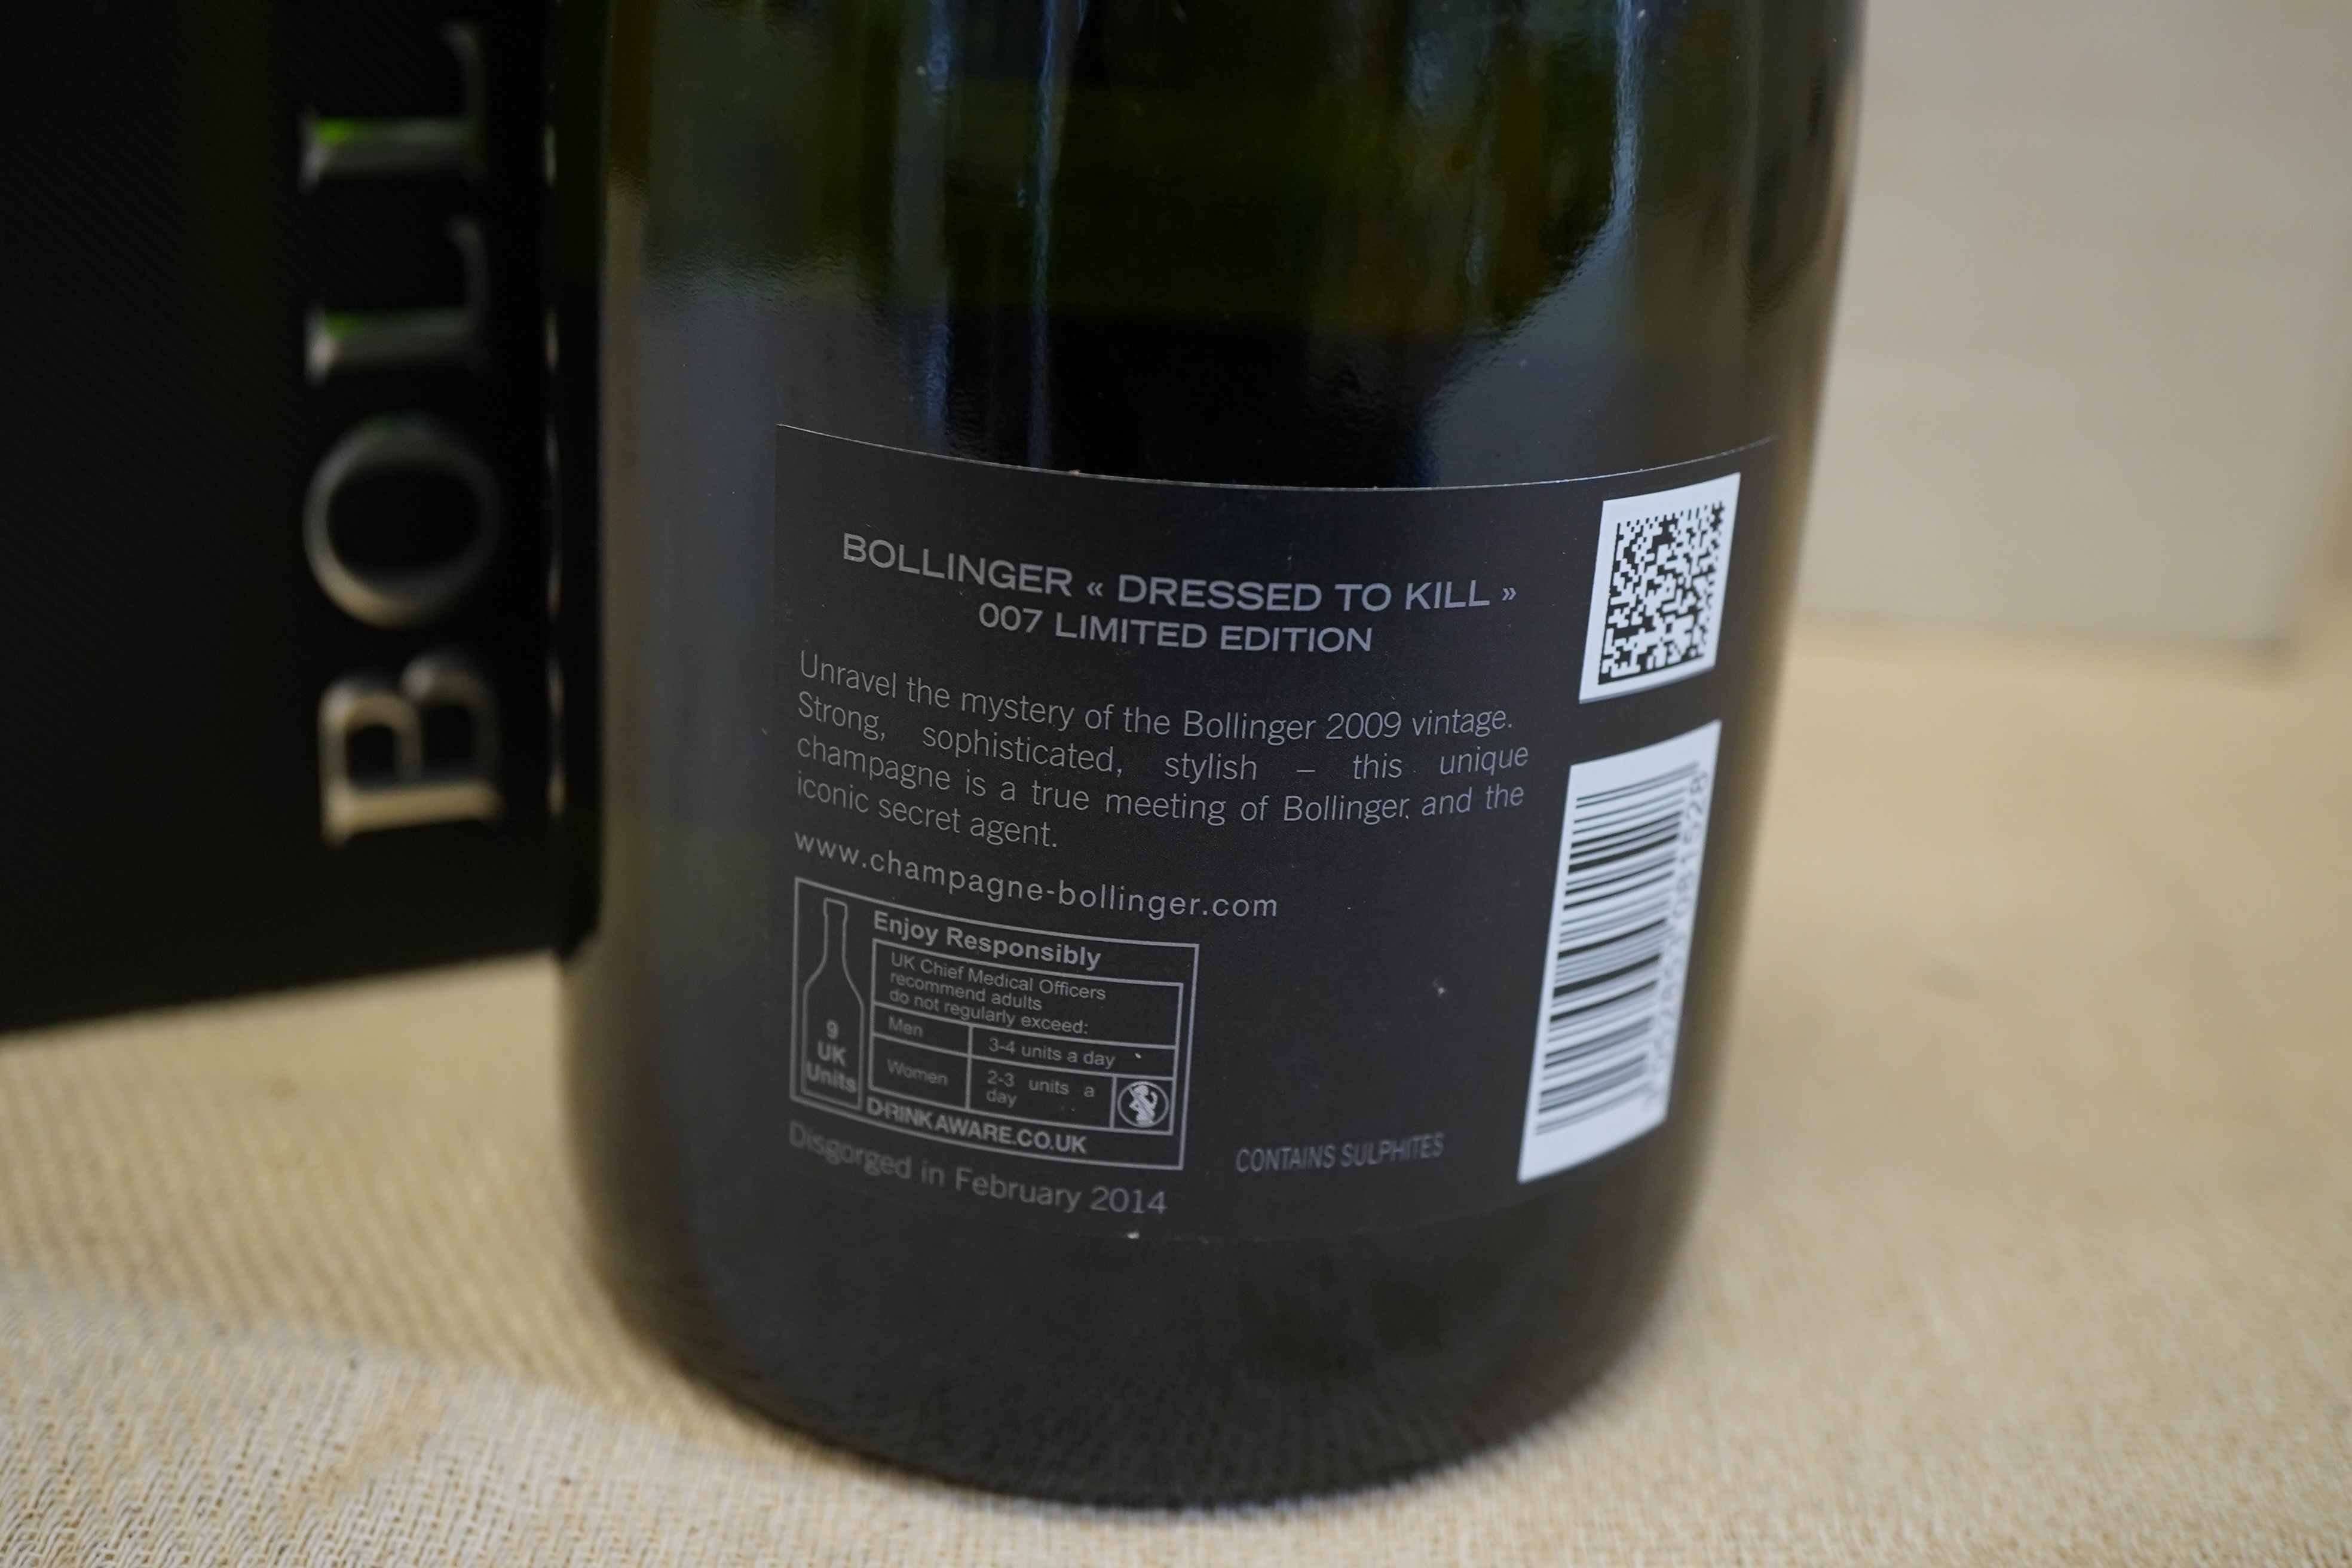 BOLL
BOLLINGER « DRESSED TO KILL »
007 LIMITED EDITION
Unravel the mystery of the Bollinger 2009 vintage.
Strong, sophisticated, stylish – this unique
champagne is a true meeting of Bollinger and the
iconic secret agent.
www.champagne-bollinger.com
Enjoy Responsibly
UK Chief Medical Officers
recommend adults
do not regularly exceed:
Men
3-4 units a day
Women
2-3 units a
day
9
UK
Units
DRINKAWARE.CO.UK
CONTAINS SULPHITES
Disgorged in February 2014